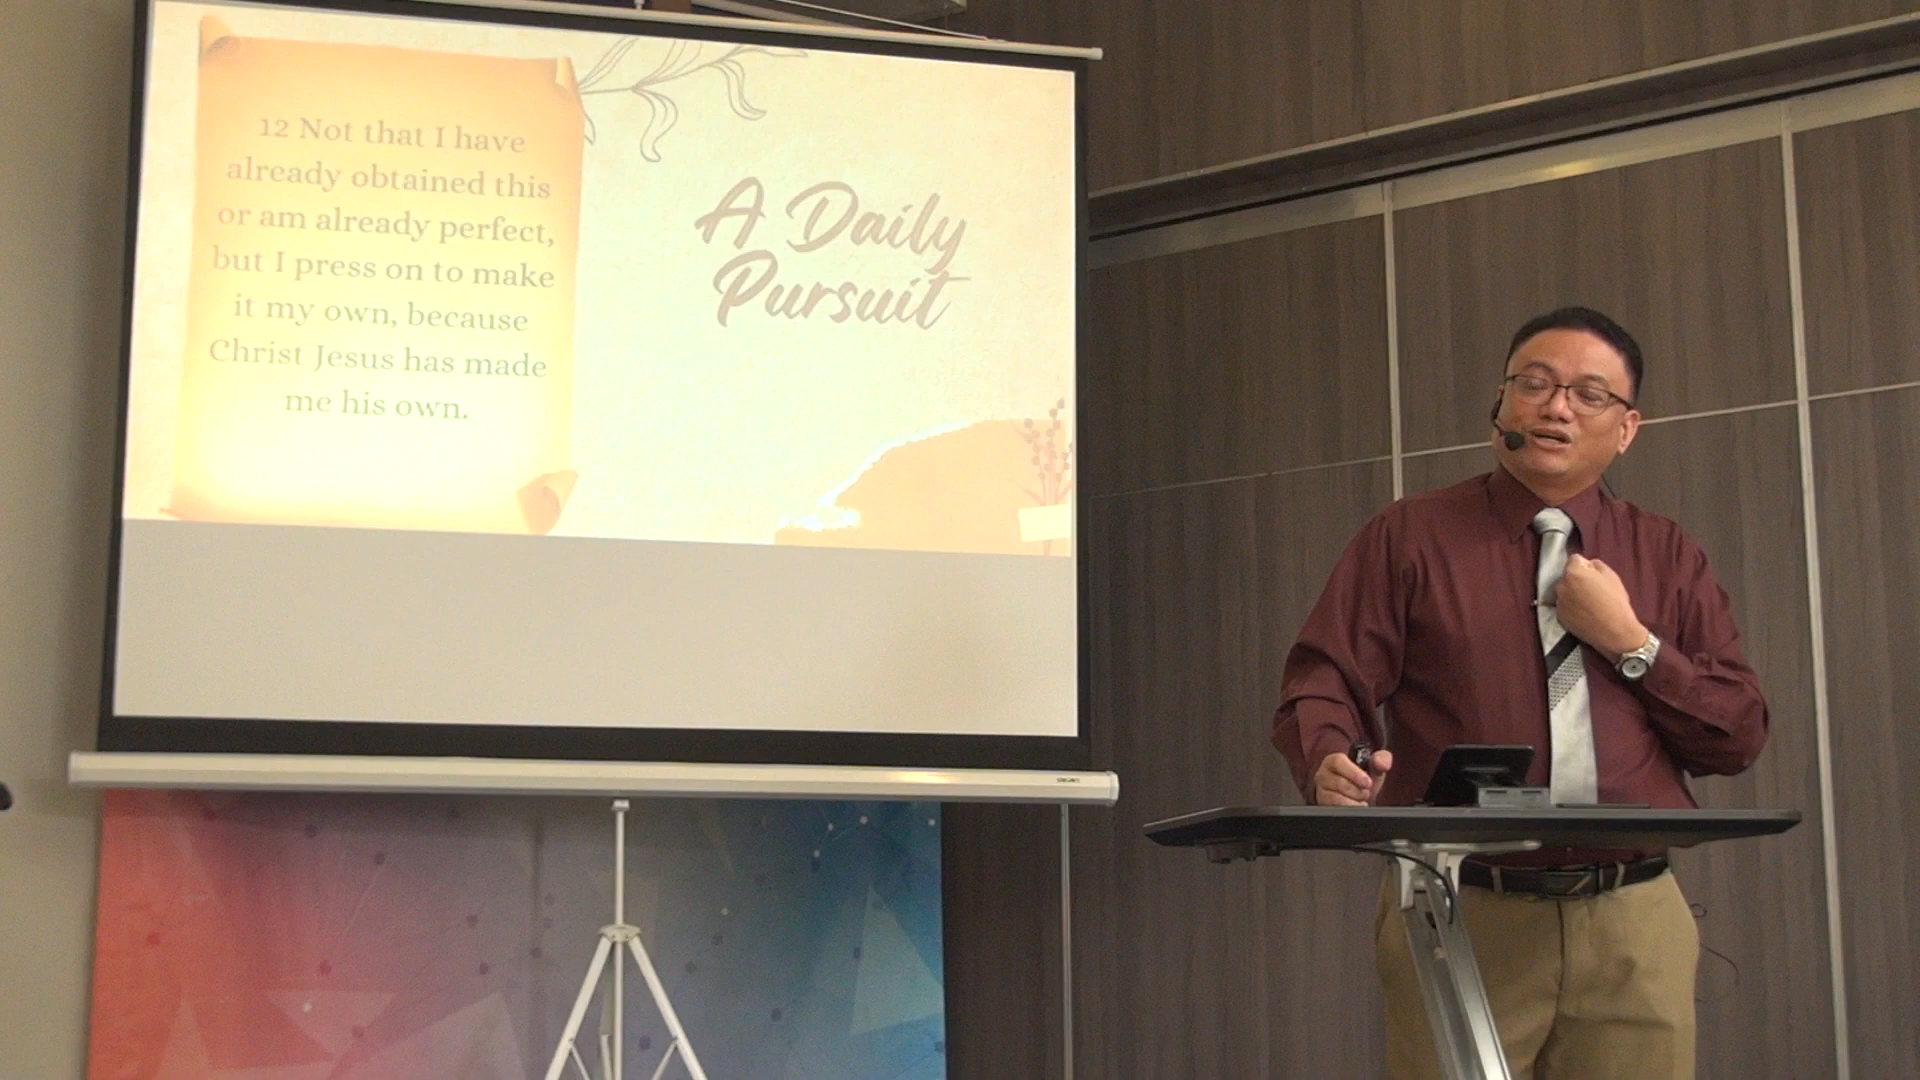 12 Not that I have
already obtained this
or am already perfect,
but I press on to make
it my own, because
Christ Jesus has made
me his own.
A Daily
Pursuit